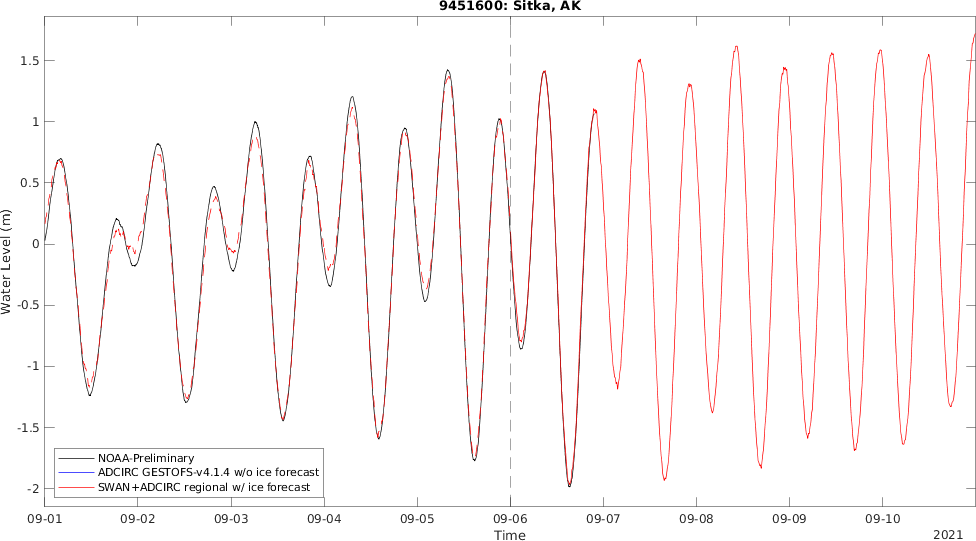 9451600: Sitka, AK
Water Level (m)
1.5
1
0.5
0
-0.5
-1
-1.5
-2
NOAA-Preliminary
ADCIRC GESTOFS-v4.1.4 w/o ice forecast
SWAN+ADCIRC regional w/ ice forecast
09-01 09-02 09-03 09-04 09-05 09-06 09-07 09-08 09-09 09-10
Time
2021